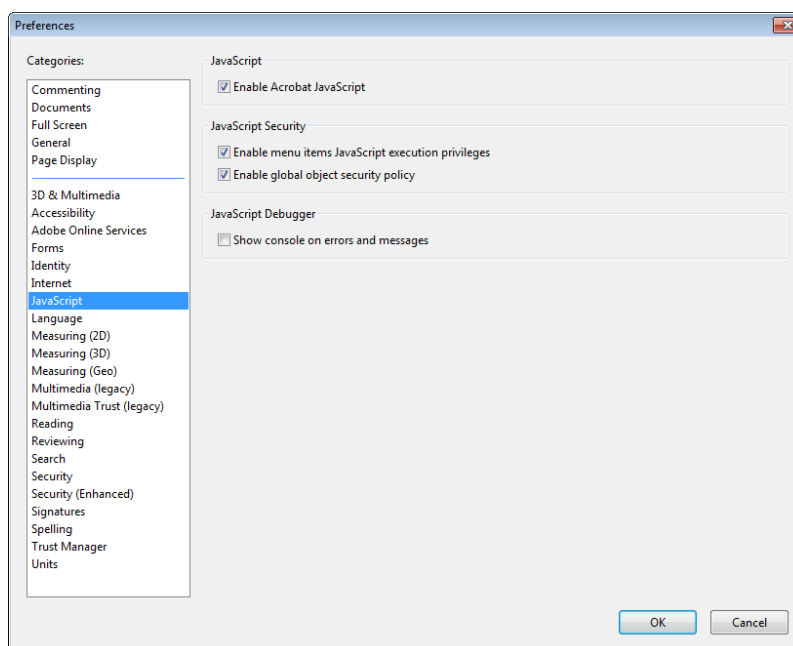 Preferences
Categories:
Commenting
Documents
Full Screen
General
Page Display
3D & Multimedia
Accessibility
Adobe Online Services
Forms
Identity
Internet
JavaScript
Language
Measuring (2D)
Measuring (3D)
Measuring (Geo)
Multimedia (legacy)
Multimedia Trust (legacy)
Reading
Reviewing
Search
Security
Security (Enhanced)
Signatures
Spelling
Trust Manager
Units
JavaScript
Enable Acrobat JavaScript
JavaScript Security
Enable menu items JavaScript execution privileges
Enable global object security policy
JavaScript Debugger
Show console on errors and messages
OK
Cancel